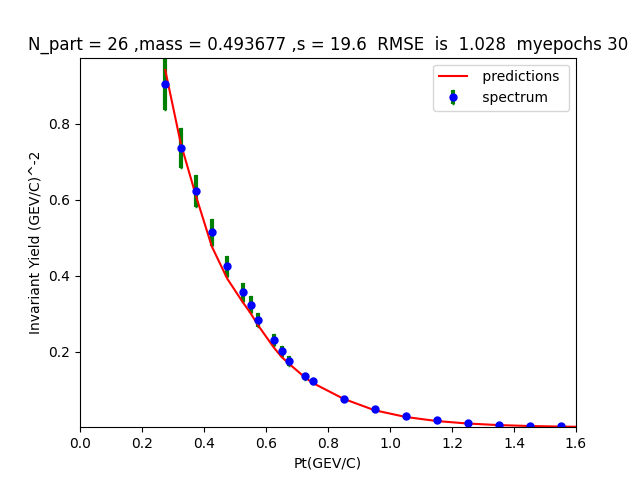 N_part = 26 ,mass = 0.493677 ,s = 19.6  RMSE  is  1.028  myepochs 30
predictions
spectrum
Invariant Yield (GEV/C)^-2
0.8
0.6
0.4
0.2
0.0 0.2 0.4 0.6 0.8 1.0 1.2 1.4 1.6
Pt(GEV/C)